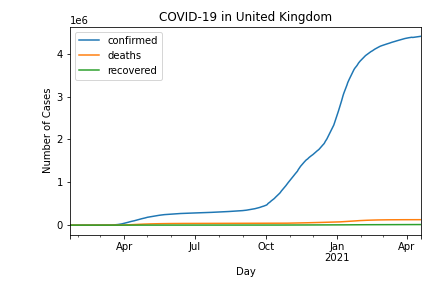 COVID-19 in United Kingdom
1e6
confirmed
deaths
recovered
Number of Cases
4
3
2
1
0
Apr
Jul
Oct
Jan
2021
Apr
Day